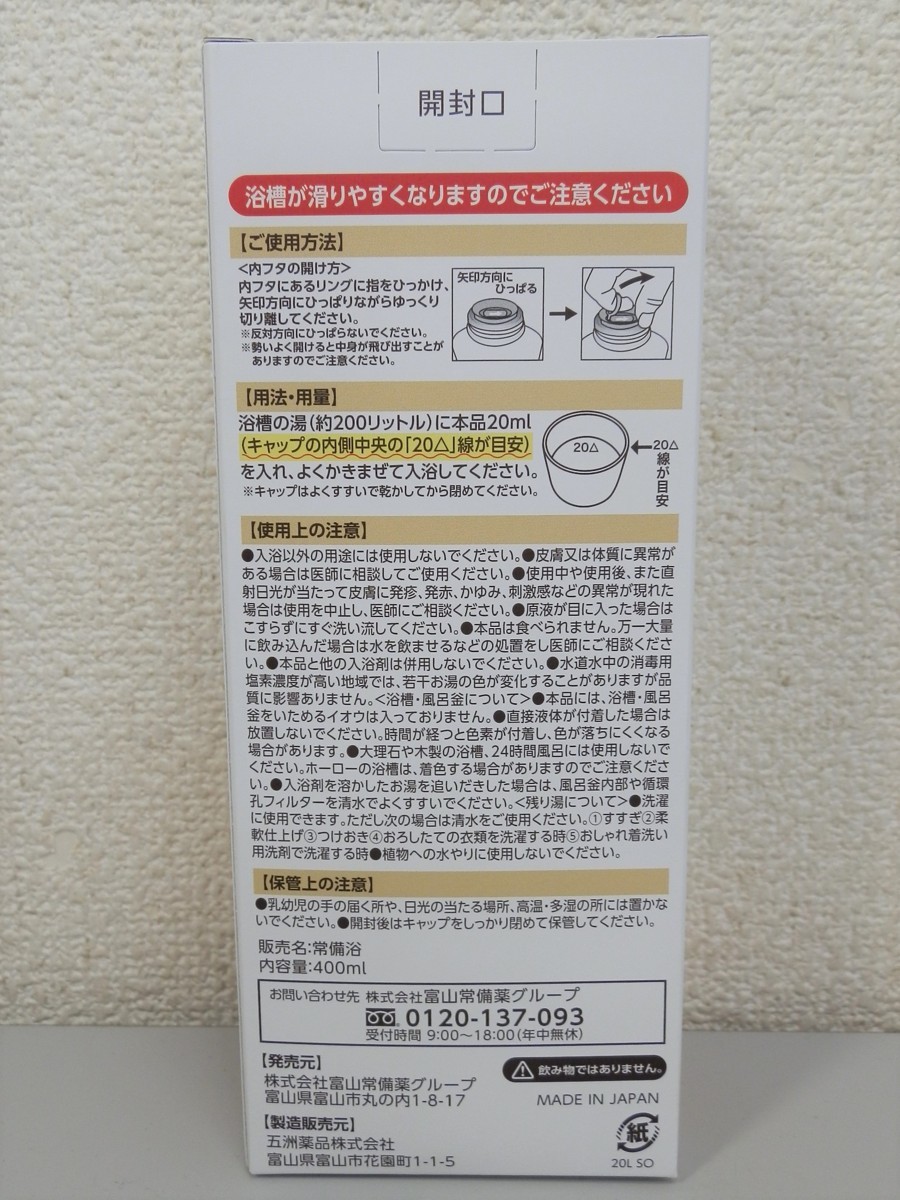 開封口
浴槽が滑りやすくなりますのでご注意ください
【ご使用方法】
<内フタの開け方>
内フタにあるリングに指をひっかけ、
矢印方向にひっぱりながらゆっくり
切り離してください。
※反対方向にひっぱらないでください。
※勢いよく開けると中身が飛び出すことが
ありますのでご注意ください。
矢印方向に
ひっぱる
【用法・用量】
浴槽の湯(約200リットル)に本品20ml
(キャップの内側中央の「20△」線が目安)
を入れ、よくかきまぜて入浴してください。
※キャップはよくすすいで乾かしてから閉めてください。
20△
←20△
線が目安
【使用上の注意】
●入浴以外の用途には使用しないでください。●皮膚又は体質に異常が
ある場合は医師に相談してご使用ください。●使用中や使用後、また直
射日光が当たって皮膚に発疹、発赤、かゆみ、刺激感などの異常が現れた
場合は使用を中止し、医師にご相談ください。●原液が目に入った場合は
こすらずにすぐ洗い流してください。●本品は食べられません。万一大量
に飲み込んだ場合は水を飲ませるなどの処置をし医師にご相談くださ
い。●本品と他の入浴剤は併用しないでください。●水道水中の消毒用
塩素濃度が高い地域では、若干お湯の色が変化することがありますが品
質に影響ありません。<浴槽・風呂釜について>●本品には、浴槽・風呂
釜をいためるイオウは入っておりません。●直接液体が付着した場合は
放置しないでください。時間が経つと色素が付着し、色が落ちにくくなる
場合があります。●大理石や木製の浴槽、24時間風呂には使用しないで
ください。ホーローの浴槽は、着色する場合がありますのでご注意くださ
い。●入浴剤を溶かしたお湯を追いだきした場合は、風呂釜内部や循環
孔フィルターを清水でよくすすいでください。<残り湯について>●洗濯
に使用できます。ただし次の場合は清水をご使用ください。①すすぎ②柔
軟仕上げ③つけおき④おろしたての衣類を洗濯する時⑤おしゃれ着洗い
用洗剤で洗濯する時●植物への水やりに使用しないでください。
【保管上の注意】
●乳幼児の手の届く所や、日光の当たる場所、高温・多湿の所には置かな
いでください。●開封後はキャップをしっかり閉めて保管してください。
販売名:常備浴
内容量:400ml
お問い合わせ先 株式会社富山常備薬グループ
0120-137-093
受付時間 9:00〜18:00(年中無休)
【発売元】
株式会社富山常備薬グループ
富山県富山市丸の内1-8-17
【製造販売元】
五洲薬品株式会社
富山県富山市花園町1-1-5
飲み物ではありません。
MADE IN JAPAN
紙
20L SO